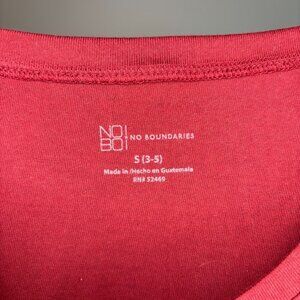 NO!
BO! NO BOUNDARIES
S (3-5)
Made in /Hecho en Guatemala
RN# 52469